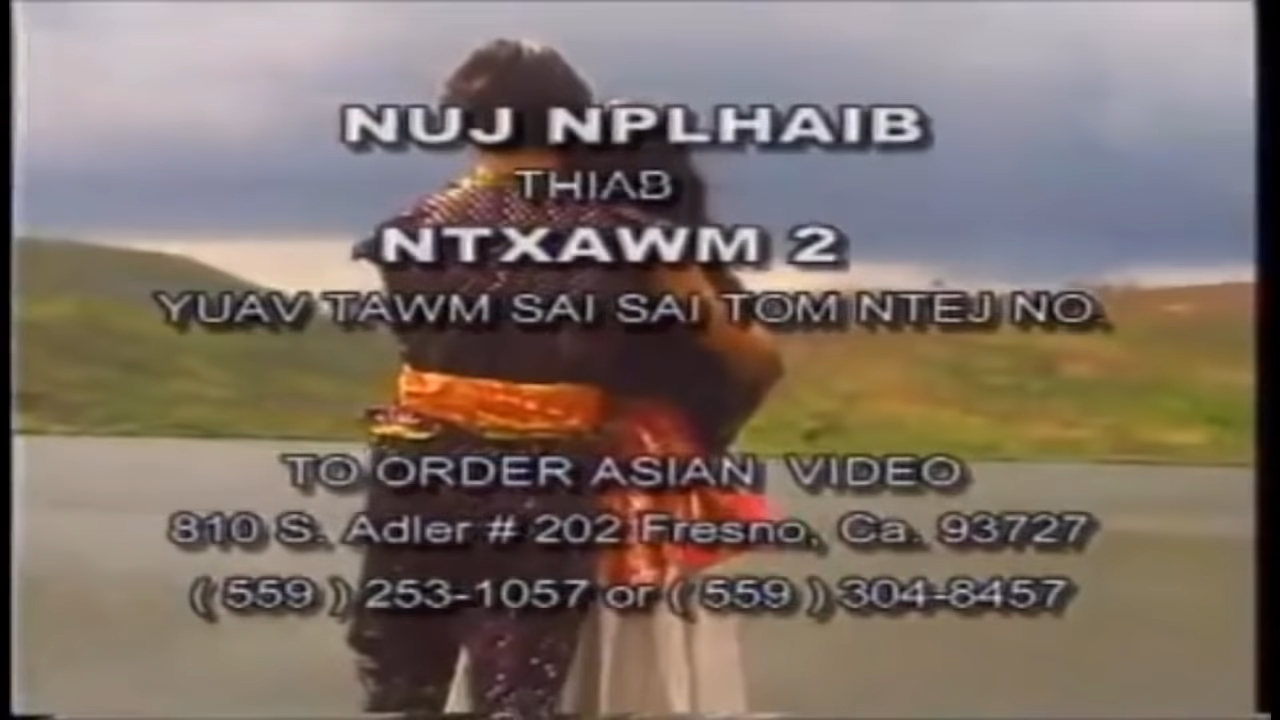 NUJ NPLHAIB
THIAB
NTXAWM 2
YUAV TAWM SAI SAI TOM NTEJ NO.
TO ORDER ASIAN VIDEO
810 S. Adler # 202 Fresno, Ca. 93727
( 559 ) 253-1057 or ( 559 ) 304-8457